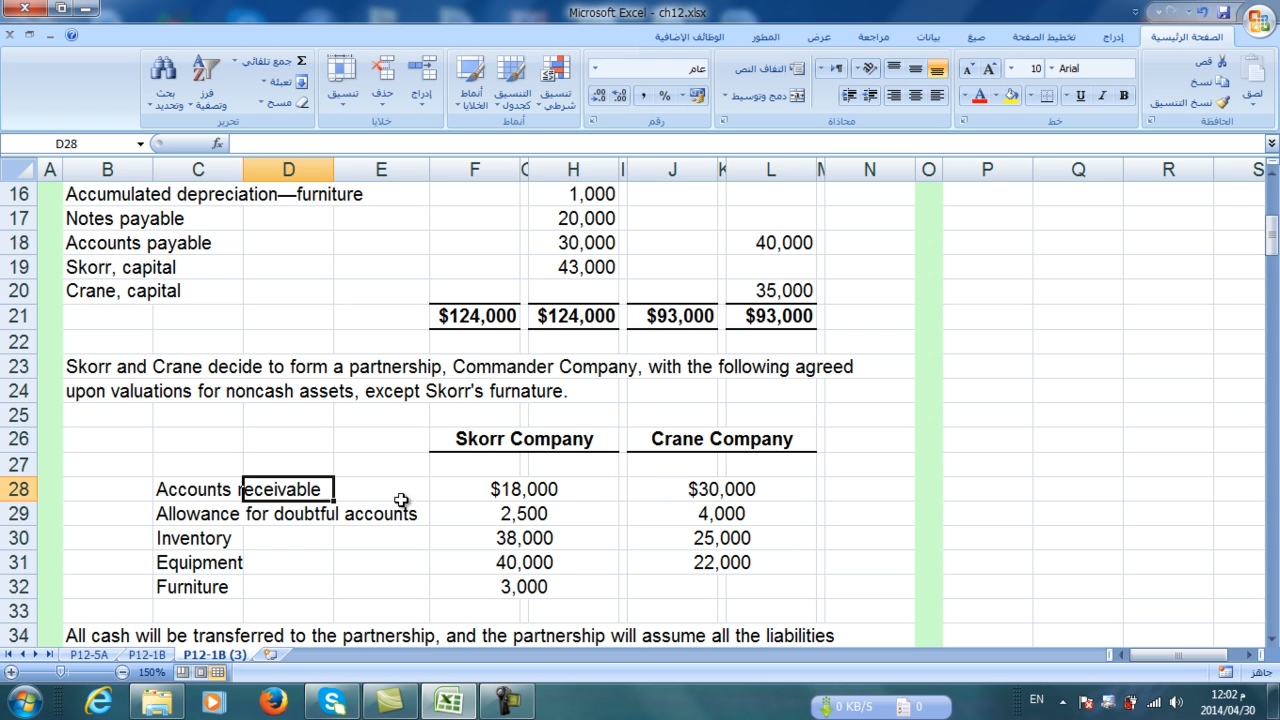 Microsoft Excel - ch12.xlsx
الصفحة الرئيسية إدراج تخطيط الصفحة صيغ بيانات مراجعة عرض المطور الوظائف الإضافية
قص
نسخ
نسخ التنسيق
لصق
الحافظة
Arial 10
B I U
خط
التفاف النص
دمج وتوسيط
محاذاة
عام
%
رقم
تنسيق شرطي
التنسيق كجدول
أنماط الخلايا
أنماط
إدراج حذف تنسيق
خلايا
جمع تلقائي
تعبئة
مسح
فرز وتصفية
بحث وتحديد
تحرير
D28 fx
A B C D E F G H I J K L M N O P Q R S
16 Accumulated depreciation—furniture 1,000
17 Notes payable 20,000
18 Accounts payable 30,000 40,000
19 Skorr, capital 43,000
20 Crane, capital 35,000
21 $124,000 $124,000 $93,000 $93,000
22
23 Skorr and Crane decide to form a partnership, Commander Company, with the following agreed
24 upon valuations for noncash assets, except Skorr's furnature.
25
26 Skorr Company Crane Company
27
28 Accounts receivable $18,000 $30,000
29 Allowance for doubtful accounts 2,500 4,000
30 Inventory 38,000 25,000
31 Equipment 40,000 22,000
32 Furniture 3,000
33
34 All cash will be transferred to the partnership, and the partnership will assume all the liabilities
P12-5A P12-1B P12-1B (3)
150% جاهز
0 KB/S 0
EN
12:02 م
2014/04/30